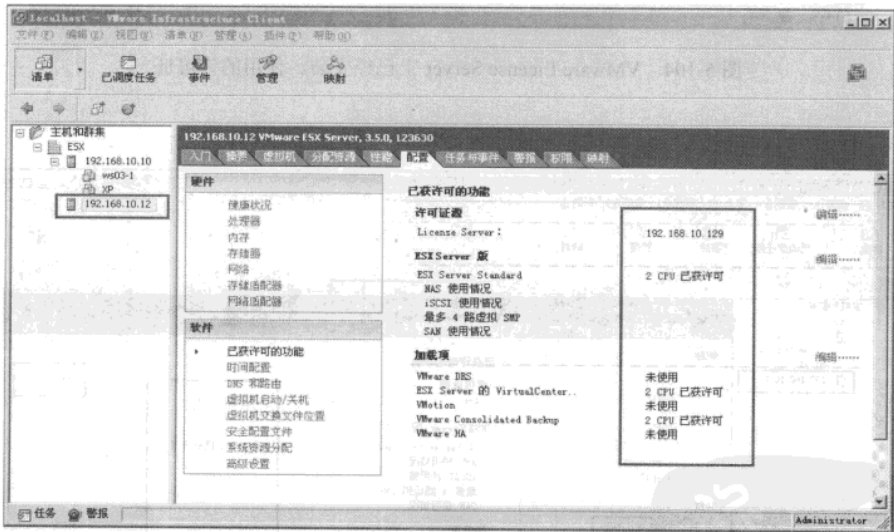 localhost - VMware Infrastructure Client
文件(F) 编辑(E) 视图(V) 清单(I) 管理(A) 插件(P) 帮助(H)
清单 已调度任务 事件 管理 映射
主机和群集
ESX
192.168.10.10
ws03-1
XP
192.168.10.12
192.168.10.12 VMware ESX Server, 3.5.0, 123630
入门 摘要 虚拟机 分配资源 性能 配置 任务与事件 警报 权限 映射
硬件
健康状况
处理器
内存
存储器
网络
存储适配器
网络适配器
软件
已获许可的功能
时间配置
DNS 和路由
虚拟机启动/关机
虚拟机交换文件位置
安全配置文件
系统资源分配
高级设置
已获许可的功能
许可证源 编辑……
License Server: 192.168.10.129
ESX Server 版 编辑……
ESX Server Standard 2 CPU 已获许可
NAS 使用情况
iSCSI 使用情况
最多 4 路虚拟 SMP
SAN 使用情况
加载项 编辑……
VMware DRS 未使用
ESX Server 的 VirtualCenter.. 2 CPU 已获许可
VMotion 未使用
VMware Consolidated Backup 2 CPU 已获许可
VMware HA 未使用
任务 警报
Administrator